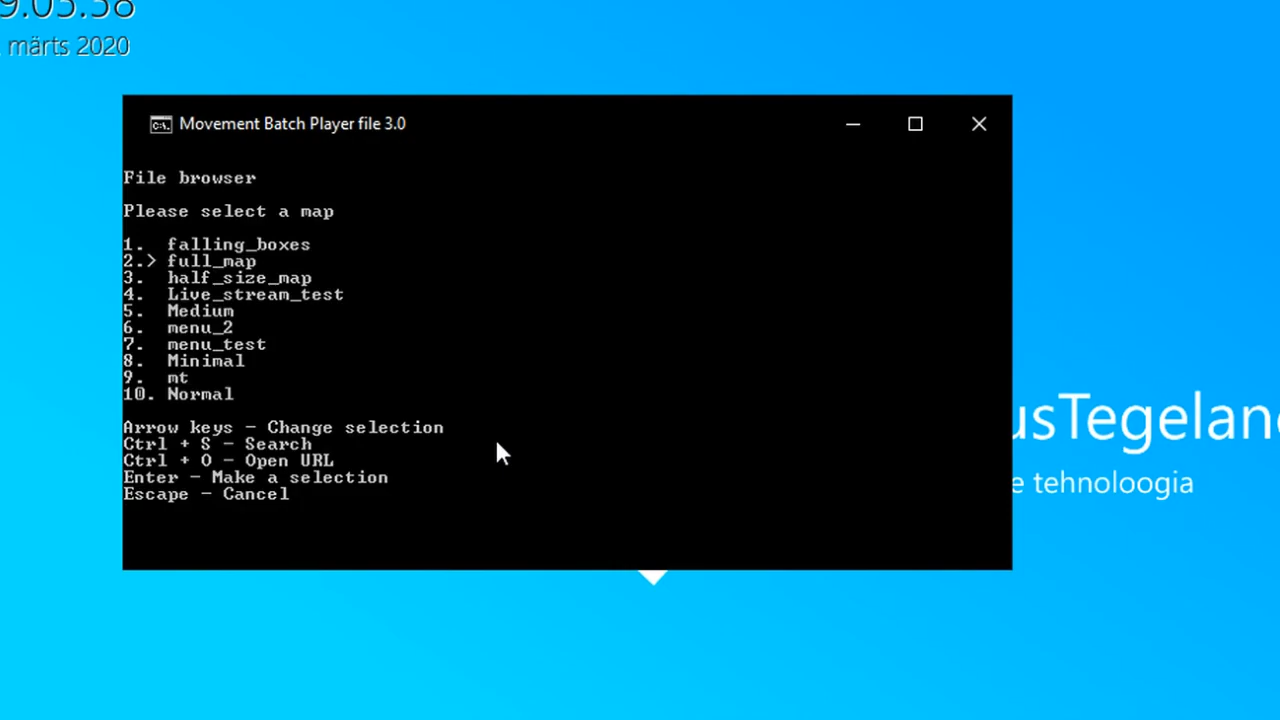 9.03.38
märts 2020
Movement Batch Player file 3.0
File browser
Please select a map
1. falling_boxes
2.> full_map
3. half_size_map
4. Live_stream_test
5. Medium
6. menu_2
7. menu_test
8. Minimal
9. mt
10. Normal
Arrow keys - Change selection
Ctrl + S - Search
Ctrl + O - Open URL
Enter - Make a selection
Escape - Cancel
usTegelan
e tehnoloogia